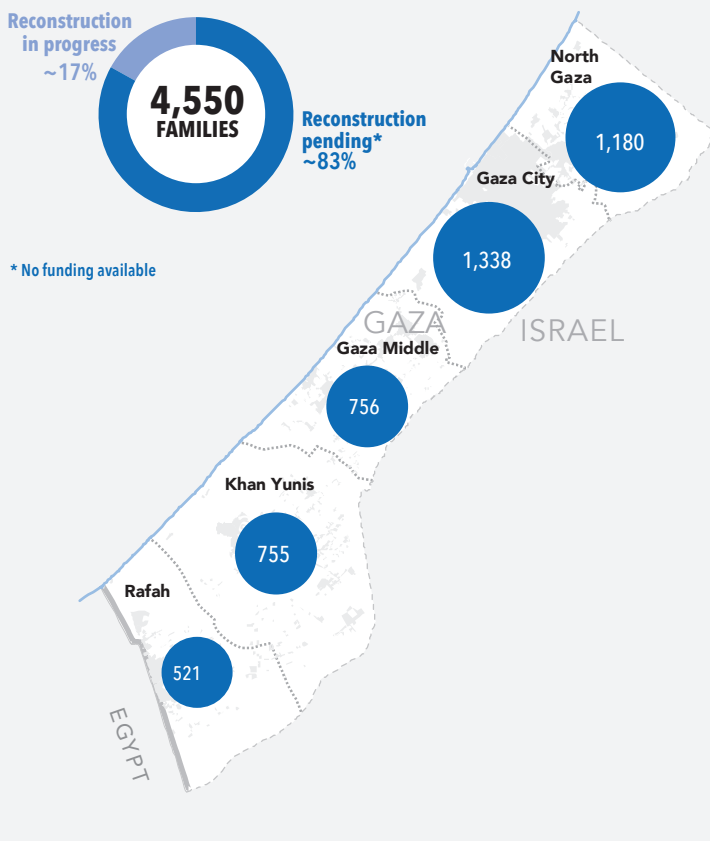 Reconstruction
in progress
~17%
4,550
FAMILIES
Reconstruction
pending*
~83%
* No funding available
North
Gaza
1,180
Gaza City
1,338
GAZA
ISRAEL
Gaza Middle
756
Khan Yunis
755
Rafah
521
EGYPT